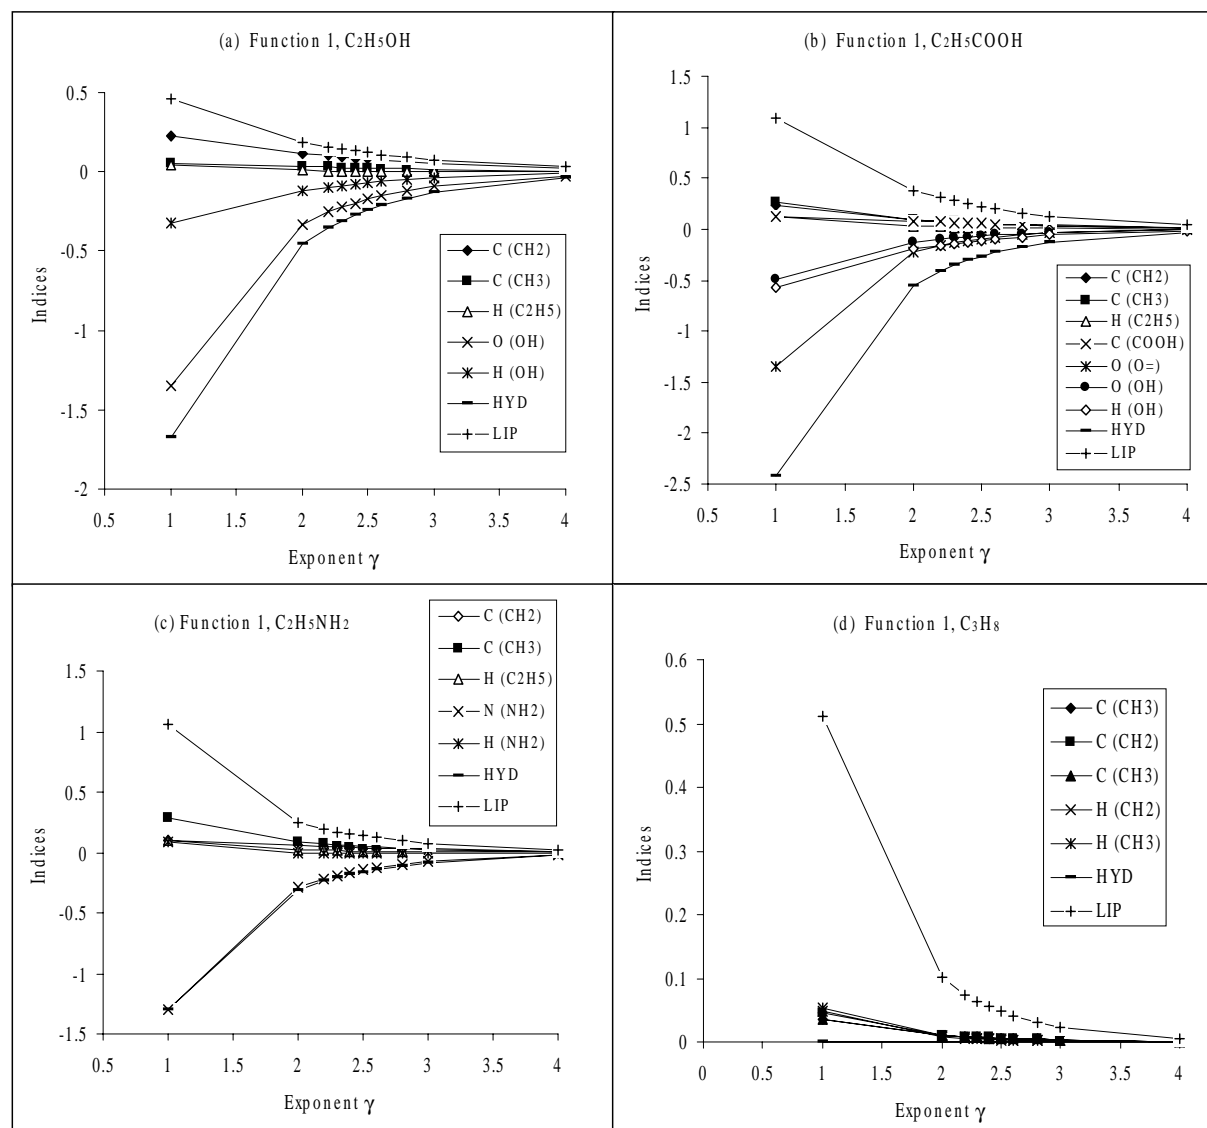 (a) Function 1, C2H5OH
0.5
0
-0.5
-1
-1.5
-2
Indices
C (CH2)
C (CH3)
H (C2H5)
O (OH)
H (OH)
HYD
LIP
0.5 1 1.5 2 2.5 3 3.5 4
Exponent γ
(b) Function 1, C2H5COOH
1.5
1
0.5
0
-0.5
-1
-1.5
-2
-2.5
Indices
C (CH2)
C (CH3)
H (C2H5)
C (COOH)
O (O=)
O (OH)
H (OH)
HYD
LIP
0.5 1 1.5 2 2.5 3 3.5 4
Exponent γ
(c) Function 1, C2H5NH2
1.5
1
0.5
0
-0.5
-1
-1.5
Indices
C (CH2)
C (CH3)
H (C2H5)
N (NH2)
H (NH2)
HYD
LIP
0.5 1 1.5 2 2.5 3 3.5 4
Exponent γ
(d) Function 1, C3H8
0.6
0.5
0.4
0.3
0.2
0.1
0
Indices
C (CH3)
C (CH2)
C (CH3)
H (CH2)
H (CH3)
HYD
LIP
0 0.5 1 1.5 2 2.5 3 3.5 4
Exponent γ